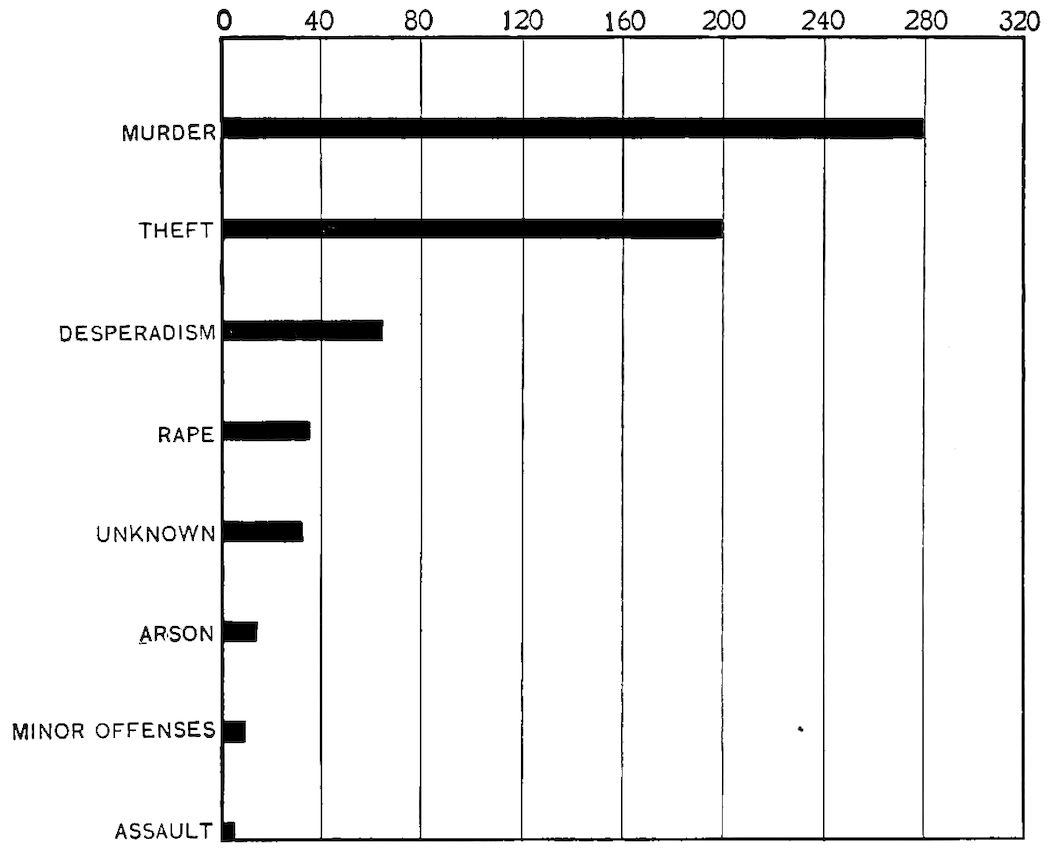 0 40 80 120 160 200 240 280 320
MURDER
THEFT
DESPERADISM
RAPE
UNKNOWN
ARSON
MINOR OFFENSES
ASSAULT